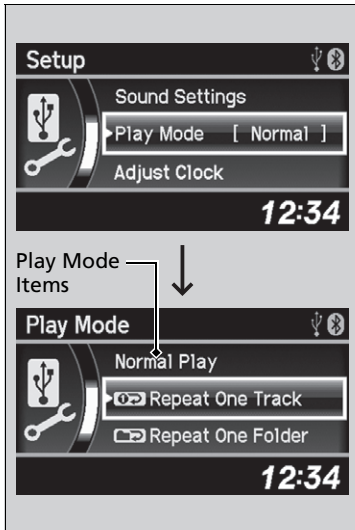 Setup
Sound Settings
Play Mode [ Normal ]
Adjust Clock
12:34
Play Mode
Items
Play Mode
Normal Play
Repeat One Track
Repeat One Folder
12:34